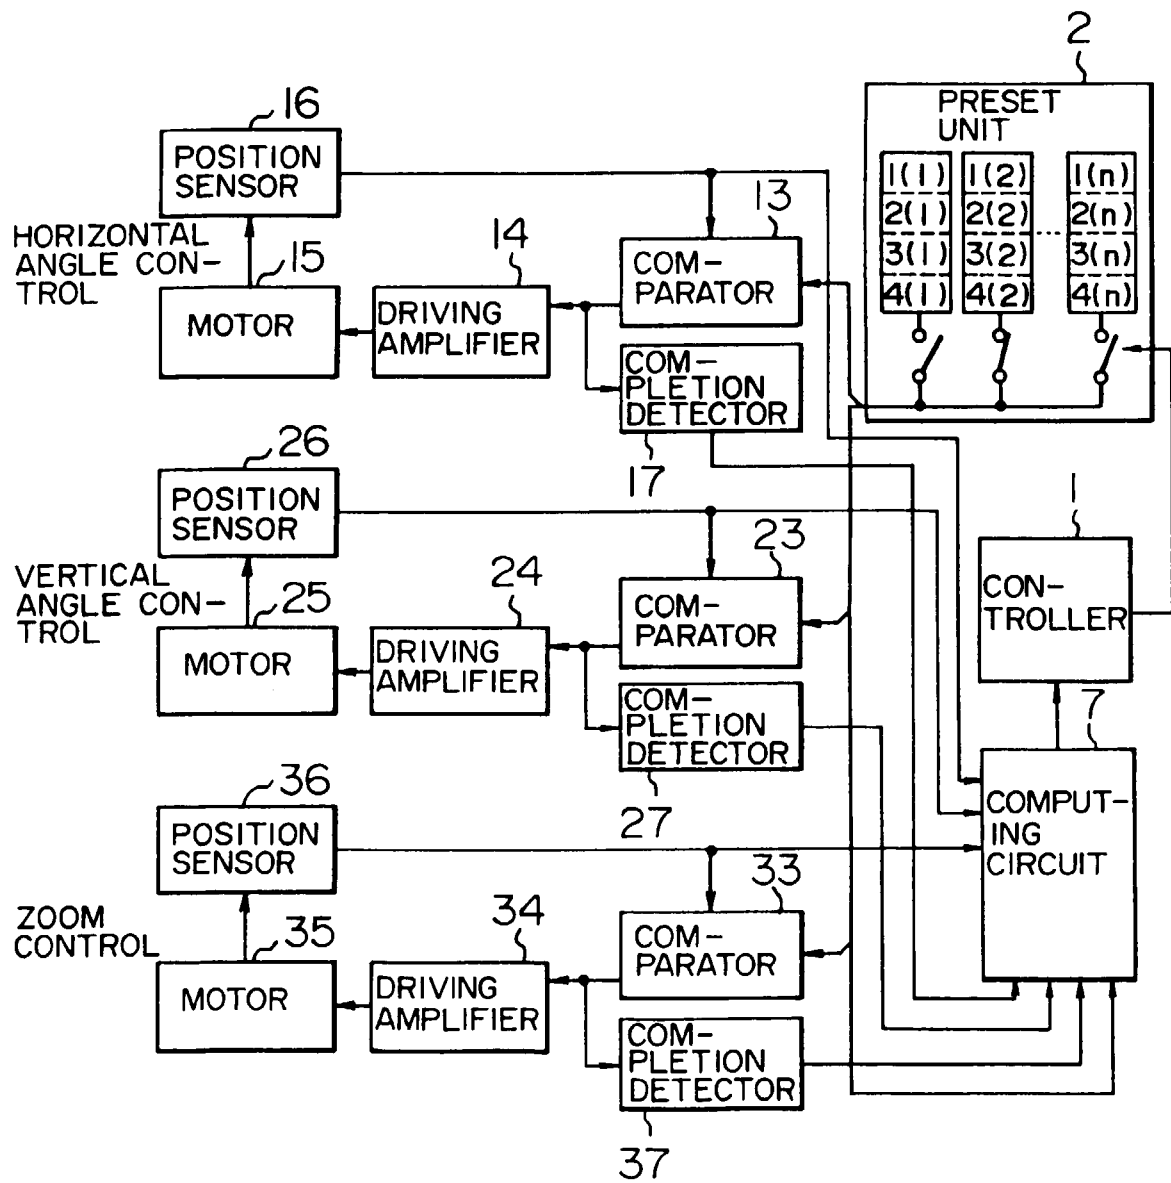 2
PRESET
UNIT
1(1) 1(2) 1(n)
2(1) 2(2) 2(n)
3(1) 3(2) 3(n)
4(1) 4(2) 4(n)
16
POSITION
SENSOR
HORIZONTAL
ANGLE CON-
TROL
15
MOTOR
14
DRIVING
AMPLIFIER
13
COM-
PARATOR
COM-
PLETION
DETECTOR
17
26
POSITION
SENSOR
VERTICAL
ANGLE CON-
TROL
25
MOTOR
24
DRIVING
AMPLIFIER
23
COM-
PARATOR
COM-
PLETION
DETECTOR
27
1
CON-
TROLLER
7
COMPUT-
ING
CIRCUIT
36
POSITION
SENSOR
ZOOM
CONTROL
35
MOTOR
34
DRIVING
AMPLIFIER
33
COM-
PARATOR
COM-
PLETION
DETECTOR
37